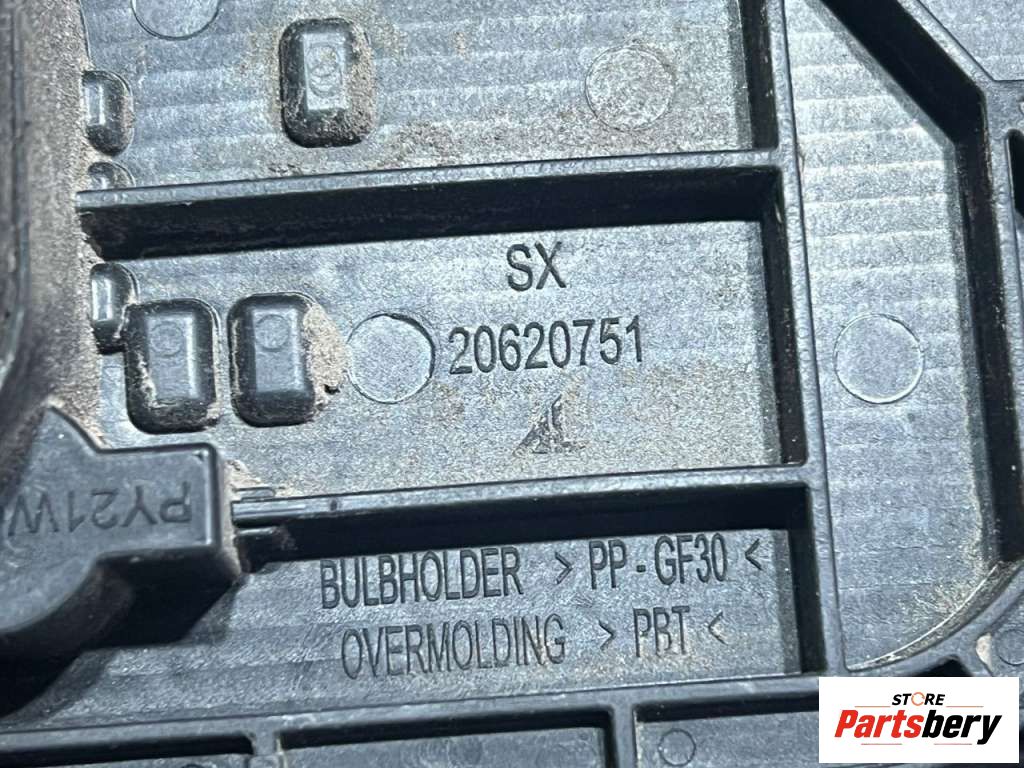 SX
20620751
PY21W
BULBHOLDER > PP - GF30 <
OVERMOLDING > PBT <
STORE
Partsbery